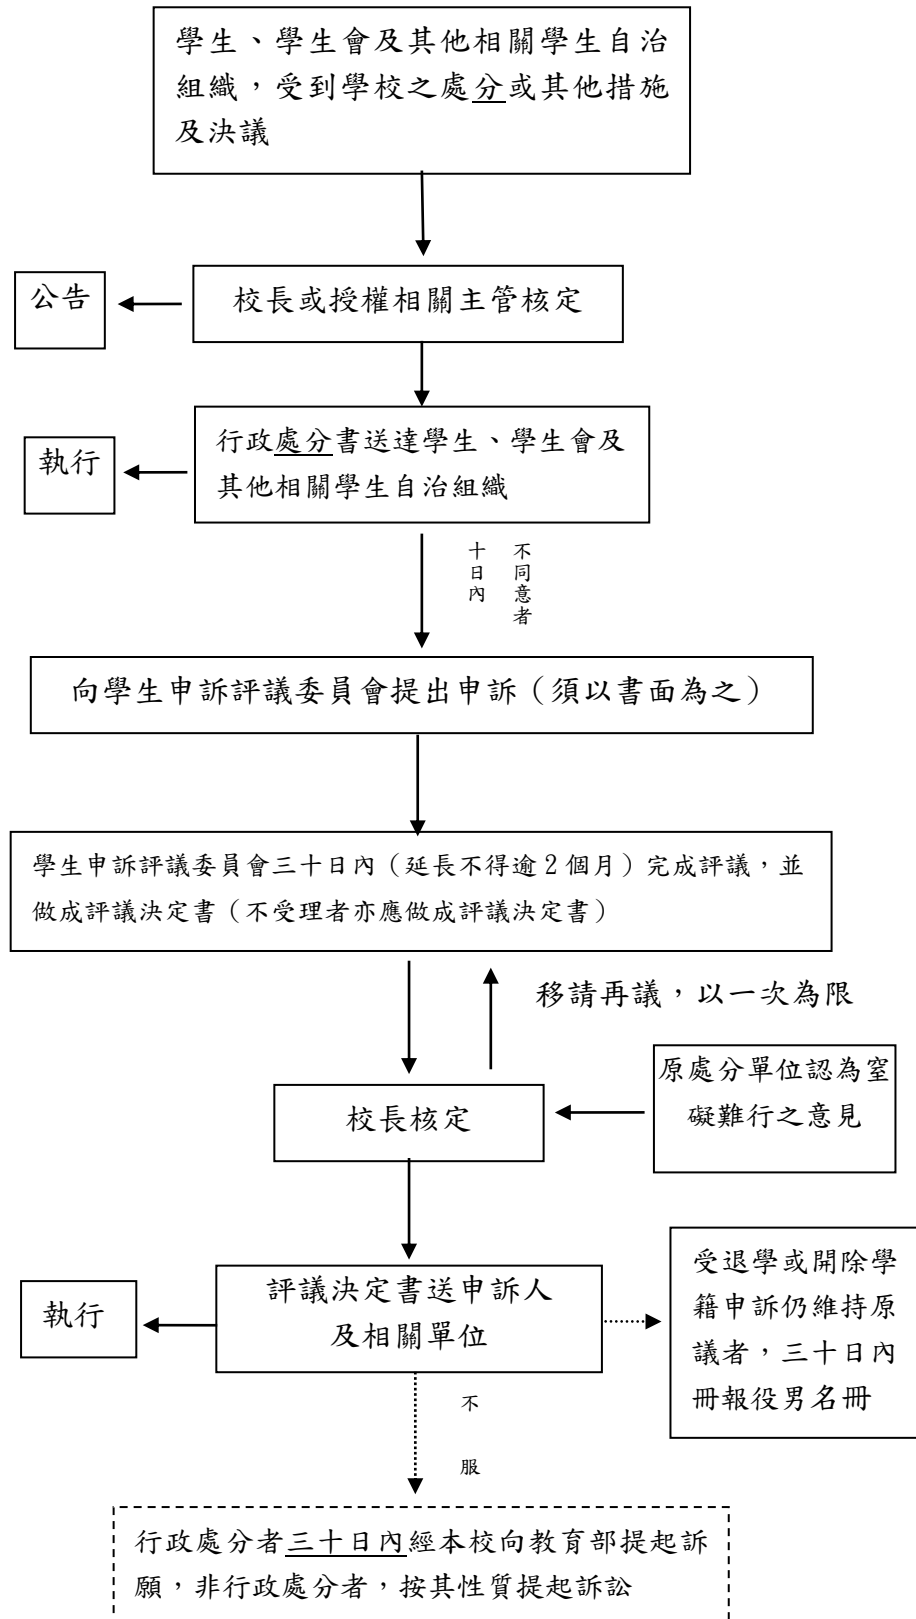 學生、學生會及其他相關學生自治
組織，受到學校之處分或其他措施
及決議
公告
校長或授權相關主管核定
執行
行政處分書送達學生、學生會及
其他相關學生自治組織
不同意者
十日內
向學生申訴評議委員會提出申訴（須以書面為之）
學生申訴評議委員會三十日內（延長不得逾2個月）完成評議，並
做成評議決定書（不受理者亦應做成評議決定書）
移請再議，以一次為限
原處分單位認為窒
礙難行之意見
校長核定
執行
評議決定書送申訴人
及相關單位
受退學或開除學
籍申訴仍維持原
議者，三十日內
冊報役男名冊
不
服
行政處分者三十日內經本校向教育部提起訴
願，非行政處分者，按其性質提起訴訟